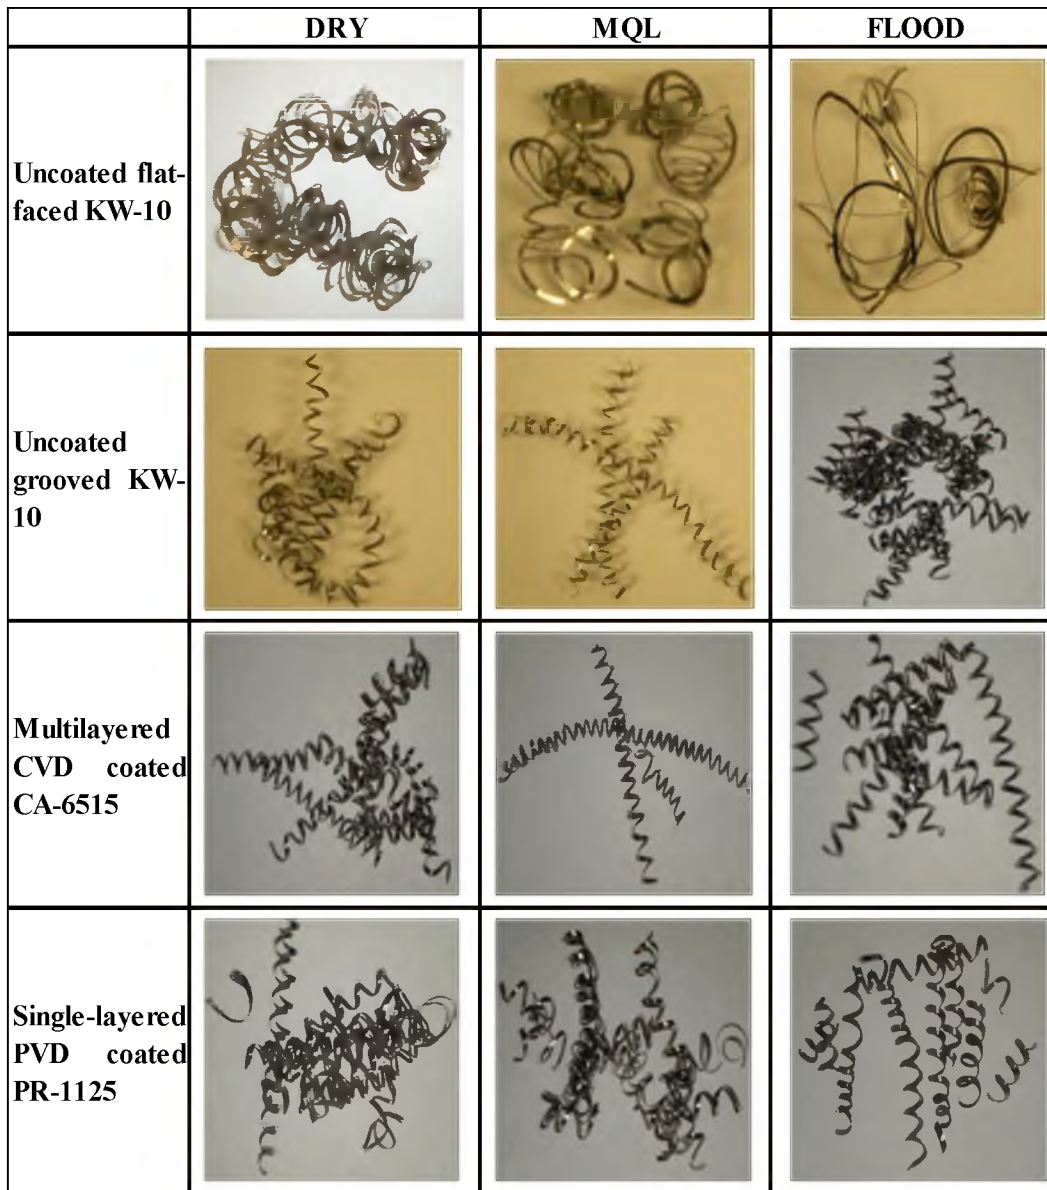 DRY MQL FLOOD
Uncoated flat-
faced KW-10
Uncoated
grooved KW-
10
Multilayered
CVD coated
CA-6515
Single-layered
PVD coated
PR-1125